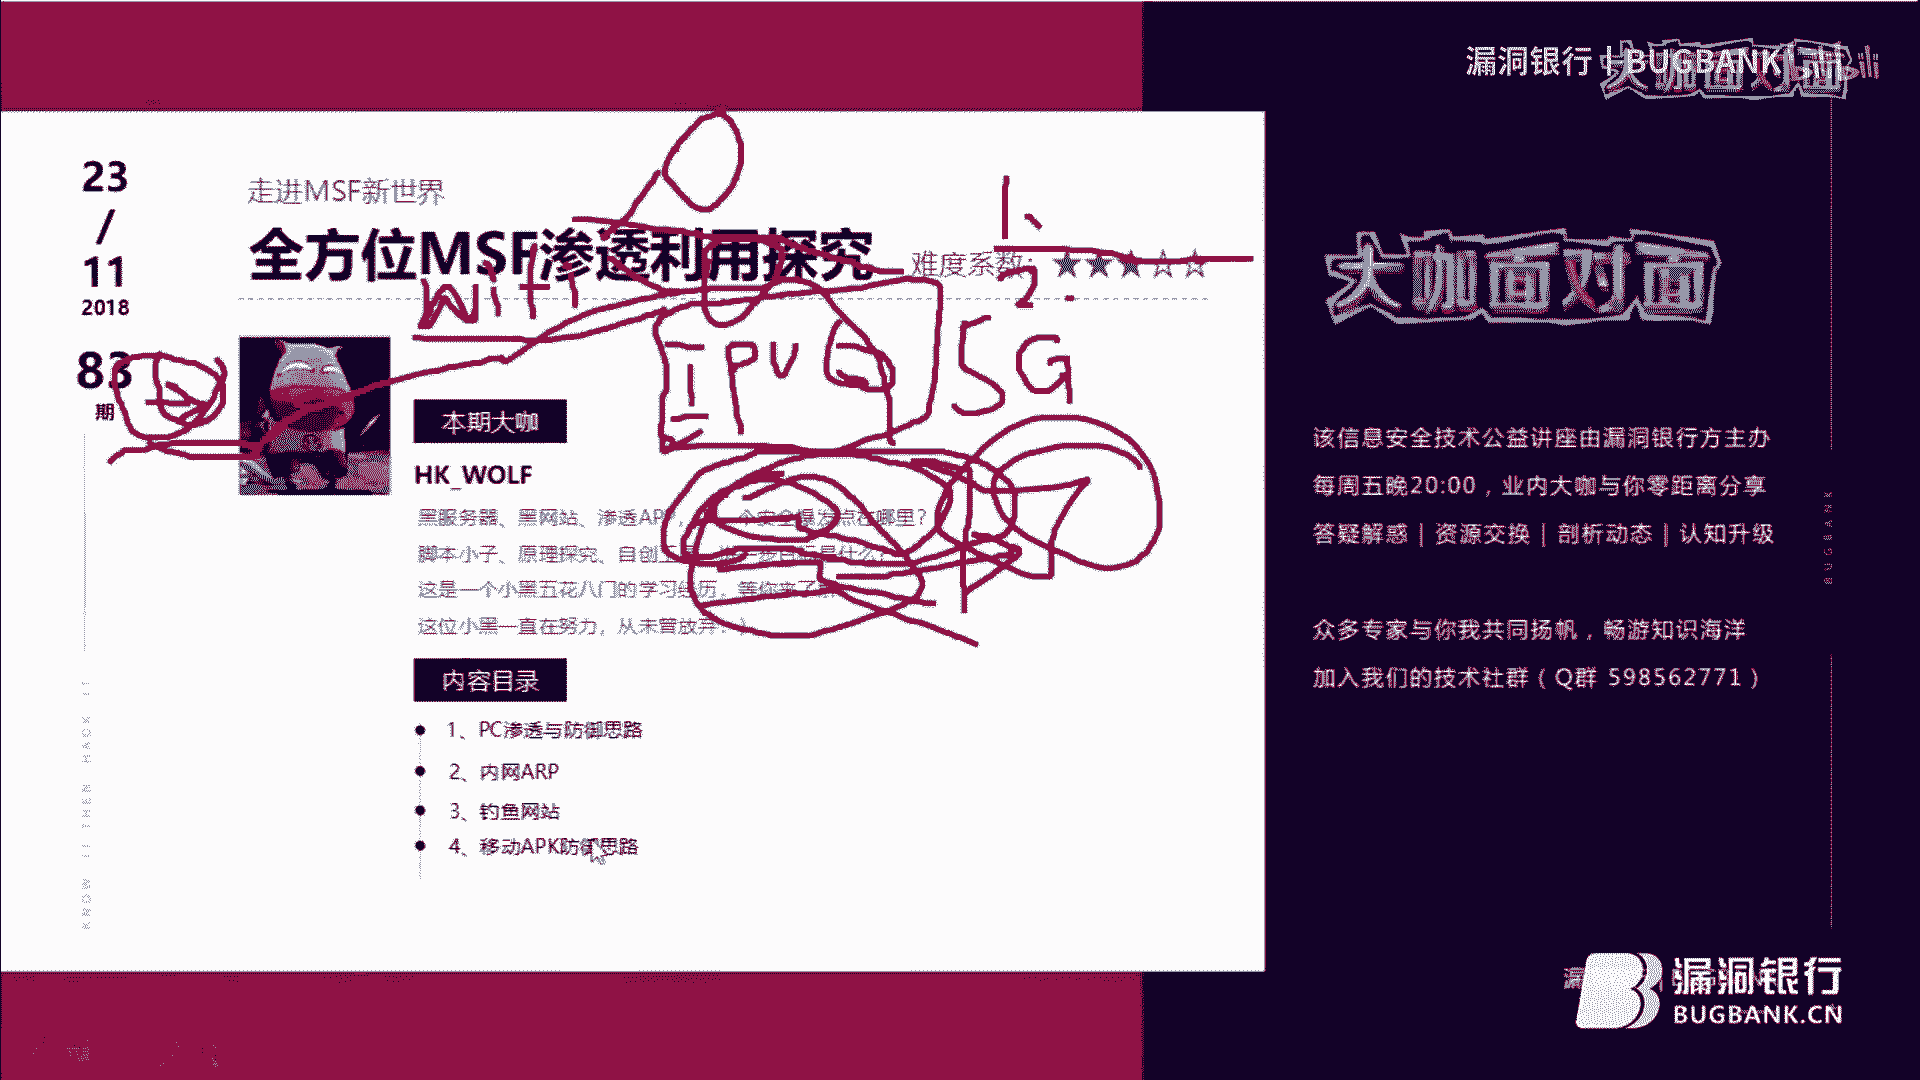 漏洞银行 | BUGBANK
大咖面对面
23
/
11
2018
83
期
走进MSF新世界
全方位MSF渗透利用探究
难度系数：★★★☆☆
1、
2.
wifi
IPV6
5G
大咖面对面
本期大咖
HK_WOLF
黑服务器、黑网站、渗透APP, 个安全爆发点在哪里?
脚本小子、原理探究、自创 是什么?
这是一个小黑五花八门的学习经历，等你来了解
这位小黑一直在努力，从未曾放弃：）
内容目录
1、PC渗透与防御思路
2、内网ARP
3、钓鱼网站
4、移动APK防御思路
KNOW IT THEN HACK IT
该信息安全技术公益讲座由漏洞银行方主办
每周五晚20:00，业内大咖与你零距离分享
答疑解惑 | 资源交换 | 剖析动态 | 认知升级
众多专家与你我共同扬帆，畅游知识海洋
加入我们的技术社群（Q群 598562771）
BUGBANK
漏洞银行
BUGBANK.CN